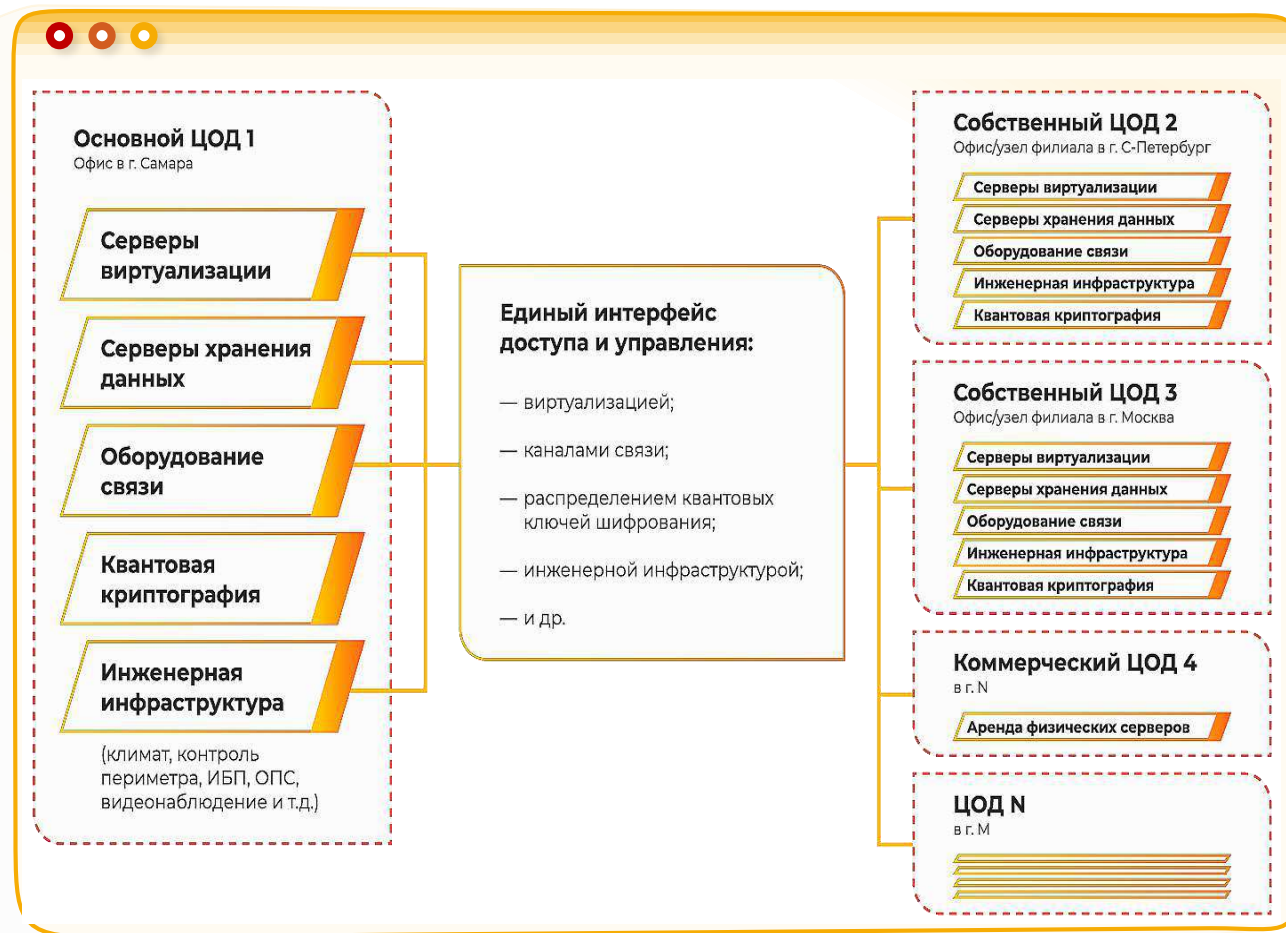 Основной ЦОД 1
Офис в г. Самара
Серверы
виртуализации
Серверы хранения
данных
Оборудование
связи
Квантовая
криптография
Инженерная
инфраструктура
(климат, контроль
периметра, ИБП, ОПС,
видеонаблюдение и т.д.)
Единый интерфейс
доступа и управления:
— виртуализацией;
— каналами связи;
— распределением квантовых
ключей шифрования;
— инженерной инфраструктурой;
— и др.
Собственный ЦОД 2
Офис/узел филиала в г. С-Петербург
Серверы виртуализации
Серверы хранения данных
Оборудование связи
Инженерная инфраструктура
Квантовая криптография
Собственный ЦОД 3
Офис/узел филиала в г. Москва
Серверы виртуализации
Серверы хранения данных
Оборудование связи
Инженерная инфраструктура
Квантовая криптография
Коммерческий ЦОД 4
в г. N
Аренда физических серверов
ЦОД N
в г. М